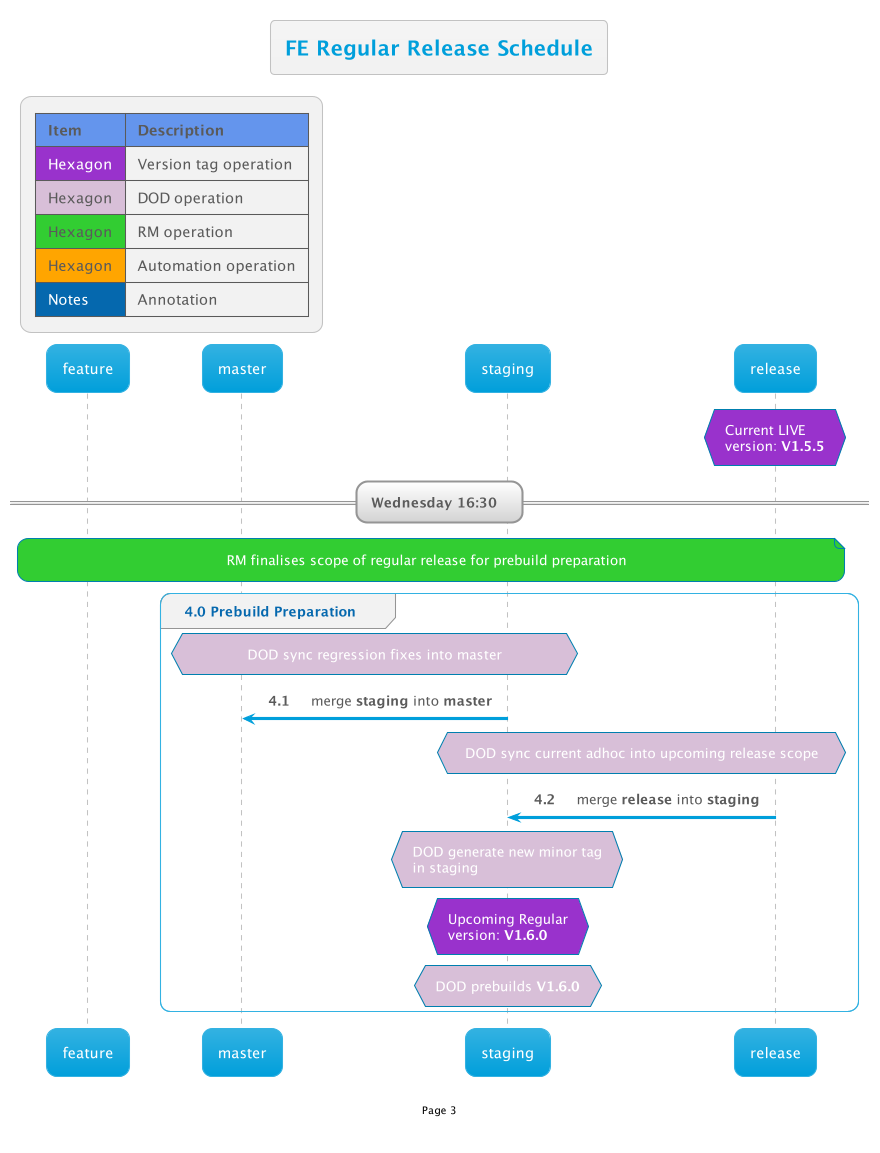 FE Regular Release Schedule
Item Description
Hexagon Version tag operation
Hexagon DOD operation
Hexagon RM operation
Hexagon Automation operation
Notes Annotation
feature master staging release
Current LIVE
version: V1.5.5
Wednesday 16:30
RM finalises scope of regular release for prebuild preparation
4.0 Prebuild Preparation
DOD sync regression fixes into master
4.1 merge staging into master
DOD sync current adhoc into upcoming release scope
4.2 merge release into staging
DOD generate new minor tag
in staging
Upcoming Regular
version: V1.6.0
DOD prebuilds V1.6.0
feature master staging release
Page 3